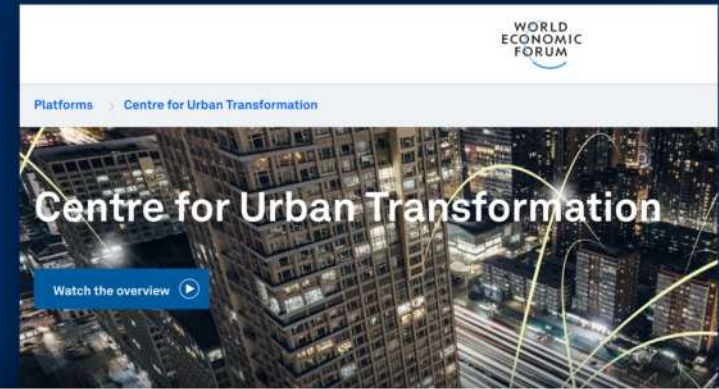 WORLD
ECONOMIC
FORUM
Platforms > Centre for Urban Transformation
Centre for Urban Transformation
Watch the overview